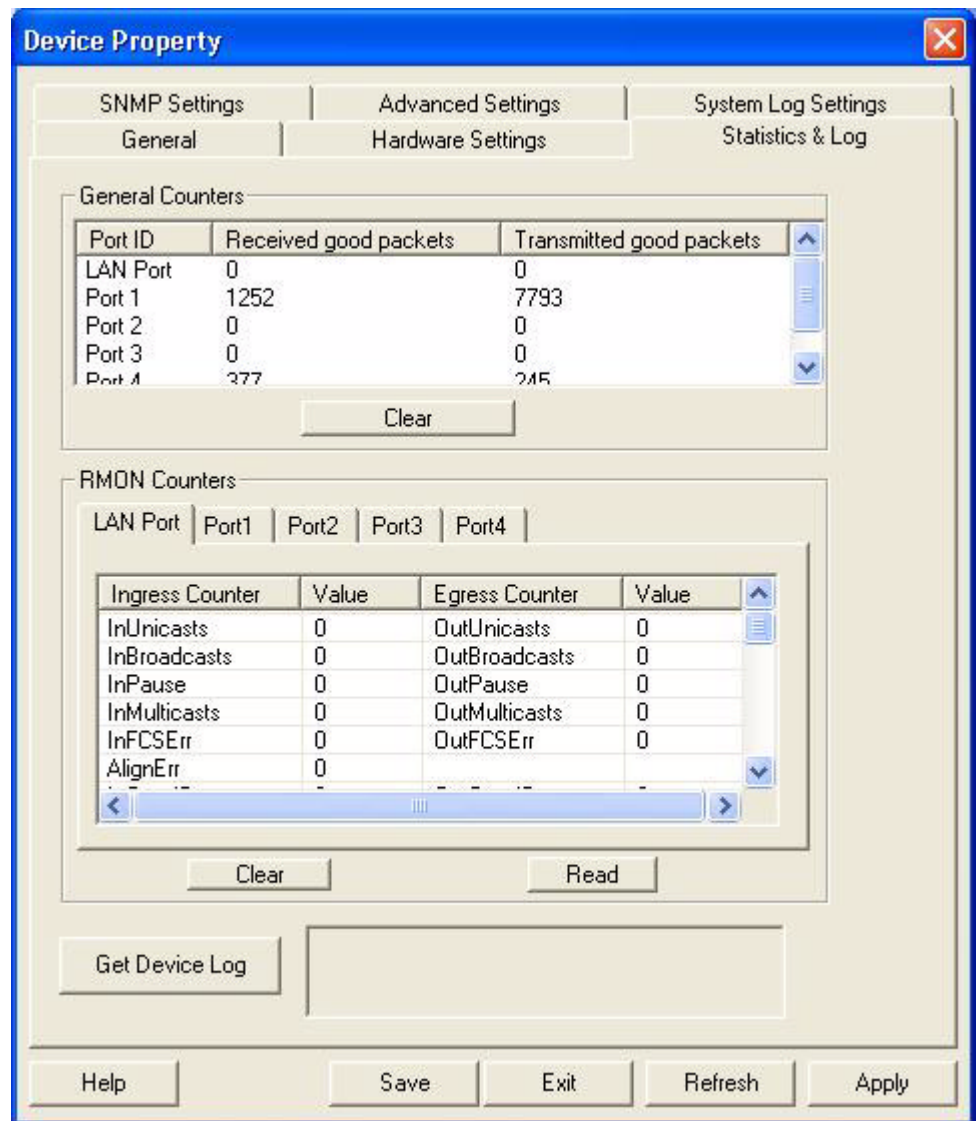 Device Property
SNMP Settings Advanced Settings System Log Settings
General Hardware Settings Statistics & Log
General Counters
Port ID Received good packets Transmitted good packets
LAN Port 0 0
Port 1 1252 7793
Port 2 0 0
Port 3 0 0
Port 4 377 245
Clear
RMON Counters
LAN Port Port1 Port2 Port3 Port4
Ingress Counter Value Egress Counter Value
InUnicasts 0 OutUnicasts 0
InBroadcasts 0 OutBroadcasts 0
InPause 0 OutPause 0
InMulticasts 0 OutMulticasts 0
InFCSErr 0 OutFCSErr 0
AlignErr 0
Clear Read
Get Device Log
Help Save Exit Refresh Apply